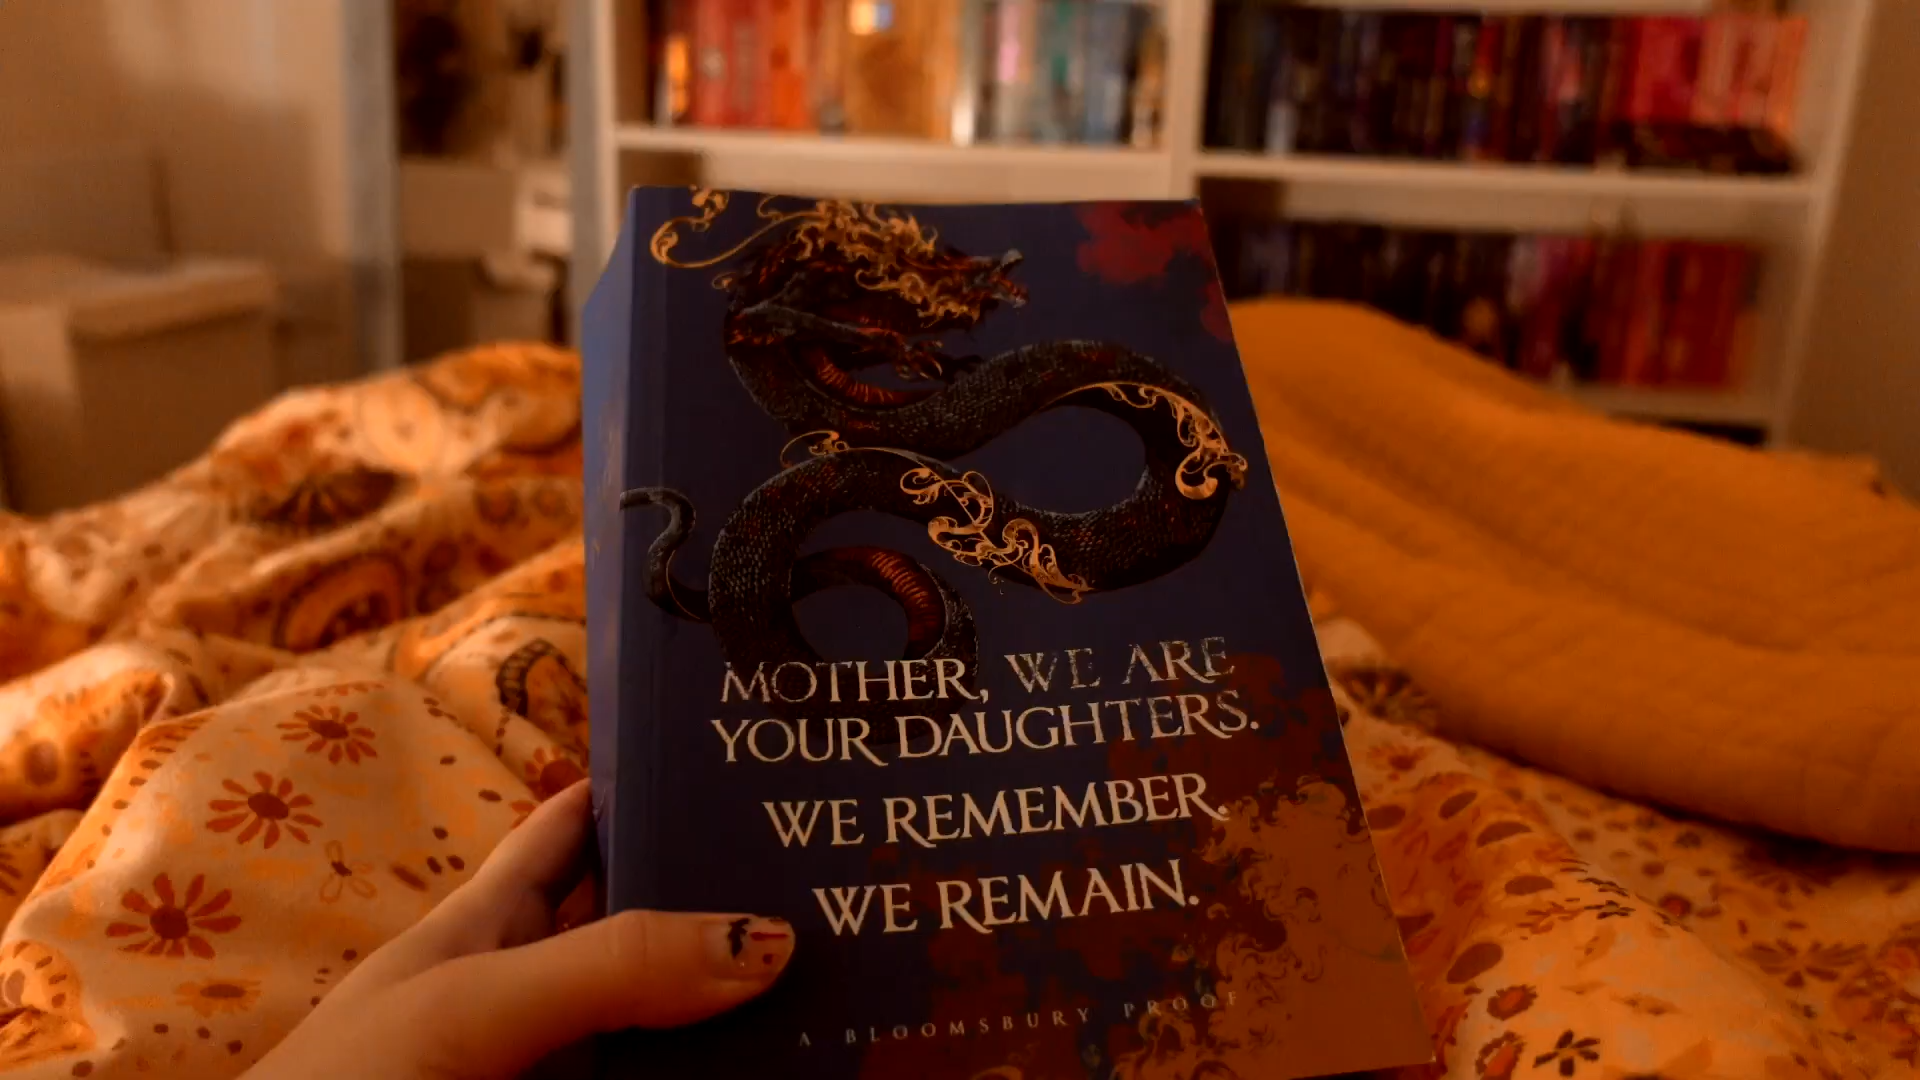 MOTHER, WE ARE
YOUR DAUGHTERS.
WE REMEMBER.
WE REMAIN.
A BLOOMSBURY PROOF